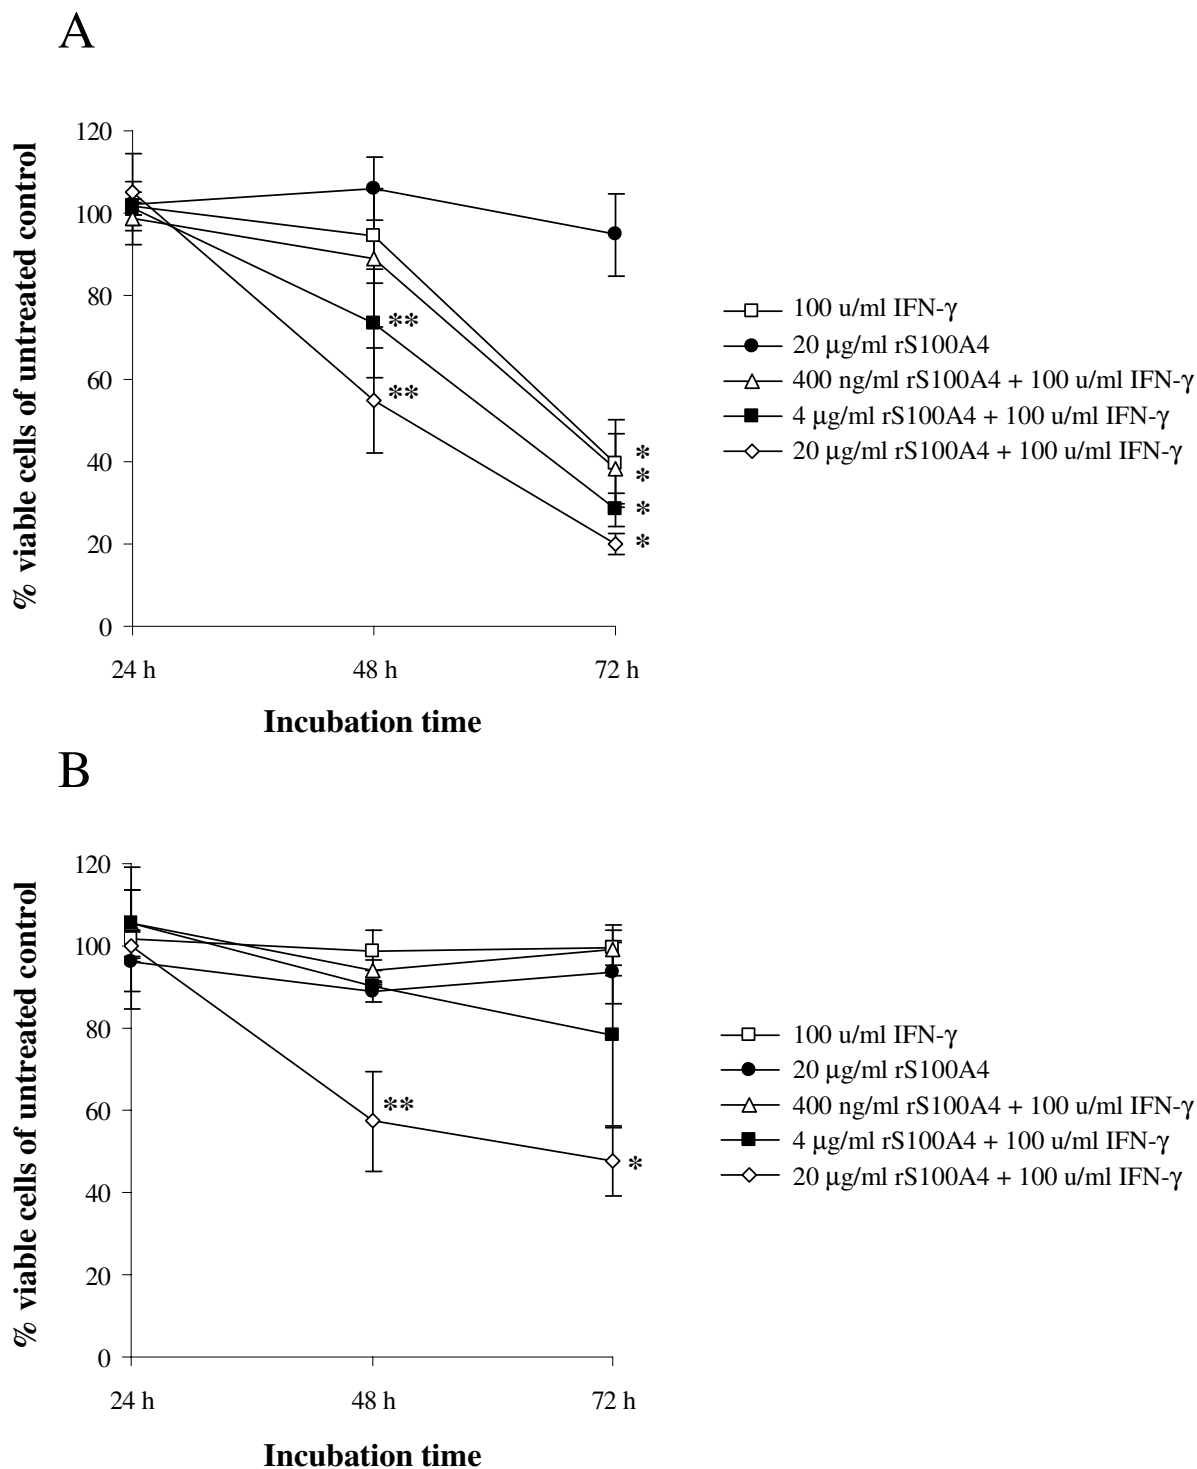 A
120
100
80
60
40
20
0
% viable cells of untreated control
**
**
*
*
*
*
24 h 48 h 72 h
Incubation time
100 u/ml IFN-γ
20 μg/ml rS100A4
400 ng/ml rS100A4 + 100 u/ml IFN-γ
4 μg/ml rS100A4 + 100 u/ml IFN-γ
20 μg/ml rS100A4 + 100 u/ml IFN-γ
B
120
100
80
60
40
20
0
% viable cells of untreated control
**
*
24 h 48 h 72 h
Incubation time
100 u/ml IFN-γ
20 μg/ml rS100A4
400 ng/ml rS100A4 + 100 u/ml IFN-γ
4 μg/ml rS100A4 + 100 u/ml IFN-γ
20 μg/ml rS100A4 + 100 u/ml IFN-γ